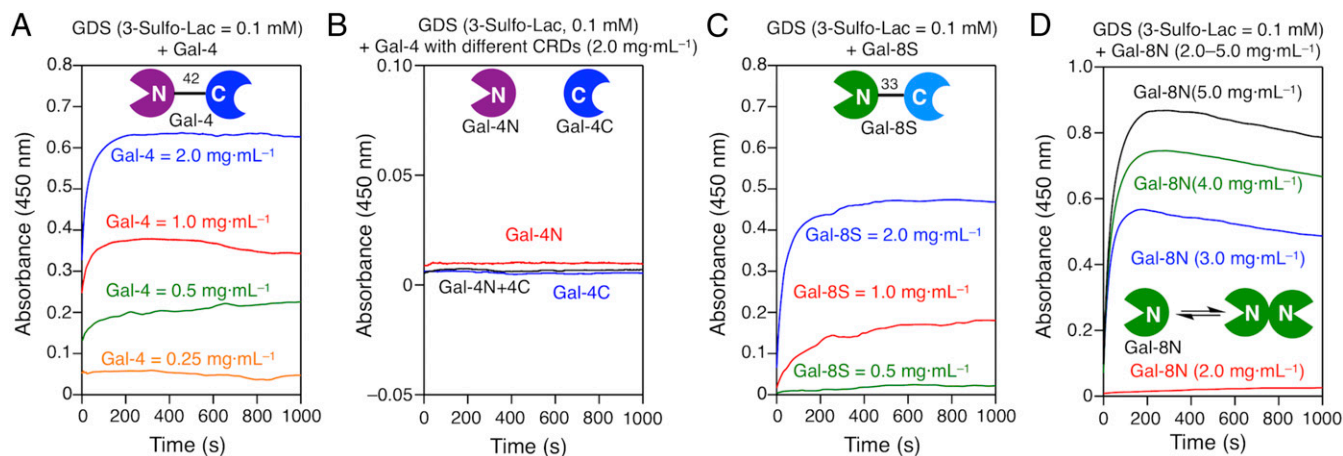 A
GDS (3-Sulfo-Lac = 0.1 mM)
+ Gal-4
Absorbance (450 nm)
0.8
0.7
0.6
0.5
0.4
0.3
0.2
0.1
0
N
42
C
Gal-4
Gal-4 = 2.0 mg·mL⁻¹
Gal-4 = 1.0 mg·mL⁻¹
Gal-4 = 0.5 mg·mL⁻¹
Gal-4 = 0.25 mg·mL⁻¹
0 200 400 600 800 1000
Time (s)
B
GDS (3-Sulfo-Lac, 0.1 mM)
+ Gal-4 with different CRDs (2.0 mg·mL⁻¹)
Absorbance (450 nm)
0.10
0.05
0
−0.05
N
C
Gal-4N
Gal-4C
Gal-4N
Gal-4N+4C
Gal-4C
0 200 400 600 800 1000
Time (s)
C
GDS (3-Sulfo-Lac = 0.1 mM)
+ Gal-8S
Absorbance (450 nm)
0.8
0.7
0.6
0.5
0.4
0.3
0.2
0.1
0
N
33
C
Gal-8S
Gal-8S = 2.0 mg·mL⁻¹
Gal-8S = 1.0 mg·mL⁻¹
Gal-8S = 0.5 mg·mL⁻¹
0 200 400 600 800 1000
Time (s)
D
GDS (3-Sulfo-Lac = 0.1 mM)
+ Gal-8N (2.0–5.0 mg·mL⁻¹)
Absorbance (450 nm)
1.0
0.8
0.6
0.4
0.2
0
Gal-8N(5.0 mg·mL⁻¹)
Gal-8N(4.0 mg·mL⁻¹)
Gal-8N (3.0 mg·mL⁻¹)
N
N N
Gal-8N
Gal-8N (2.0 mg·mL⁻¹)
0 200 400 600 800 1000
Time (s)